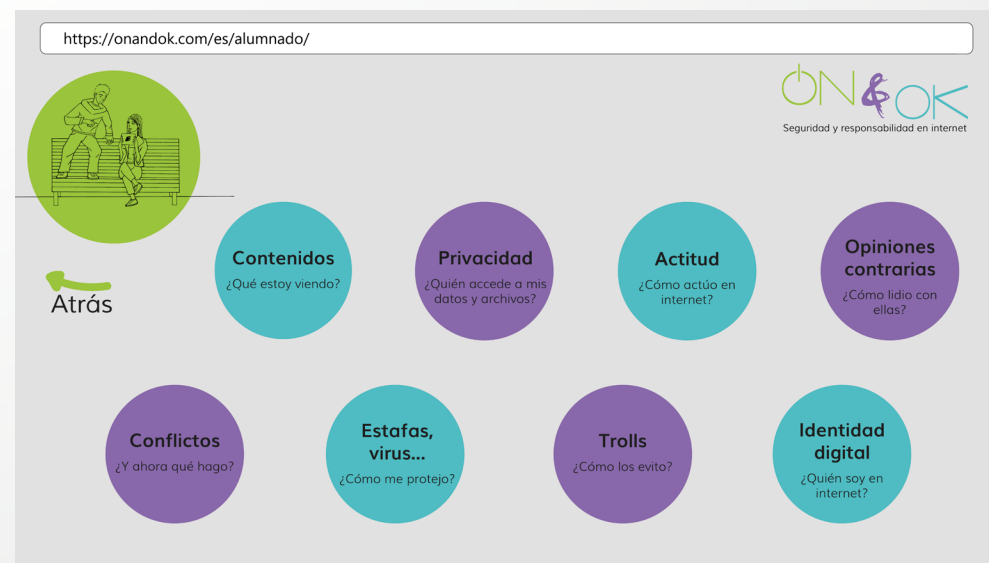 https://onandok.com/es/alumnado/
ON&OK
Seguridad y responsabilidad en internet
Atrás
Contenidos
¿Qué estoy viendo?
Privacidad
¿Quién accede a mis
datos y archivos?
Actitud
¿Cómo actúo en
internet?
Opiniones
contrarias
¿Cómo lidio con
ellas?
Conflictos
¿Y ahora qué hago?
Estafas,
virus...
¿Cómo me protejo?
Trolls
¿Cómo los evito?
Identidad
digital
¿Quién soy en
internet?